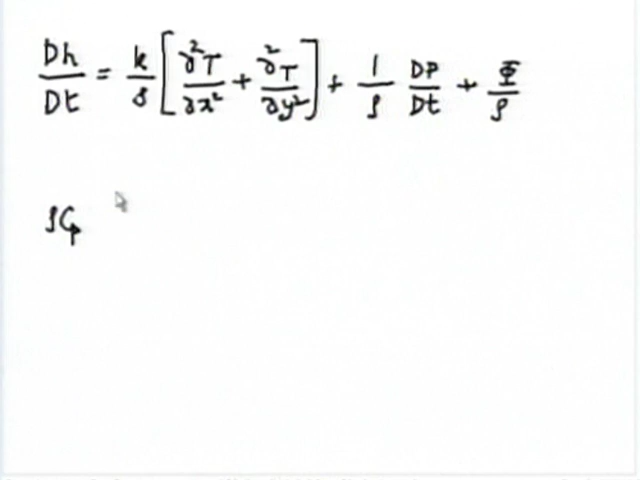 Dh/Dt = k/ρ [∂²T/∂x² + ∂²T/∂y²] + 1/ρ DP/Dt + Φ/ρ
ρCp